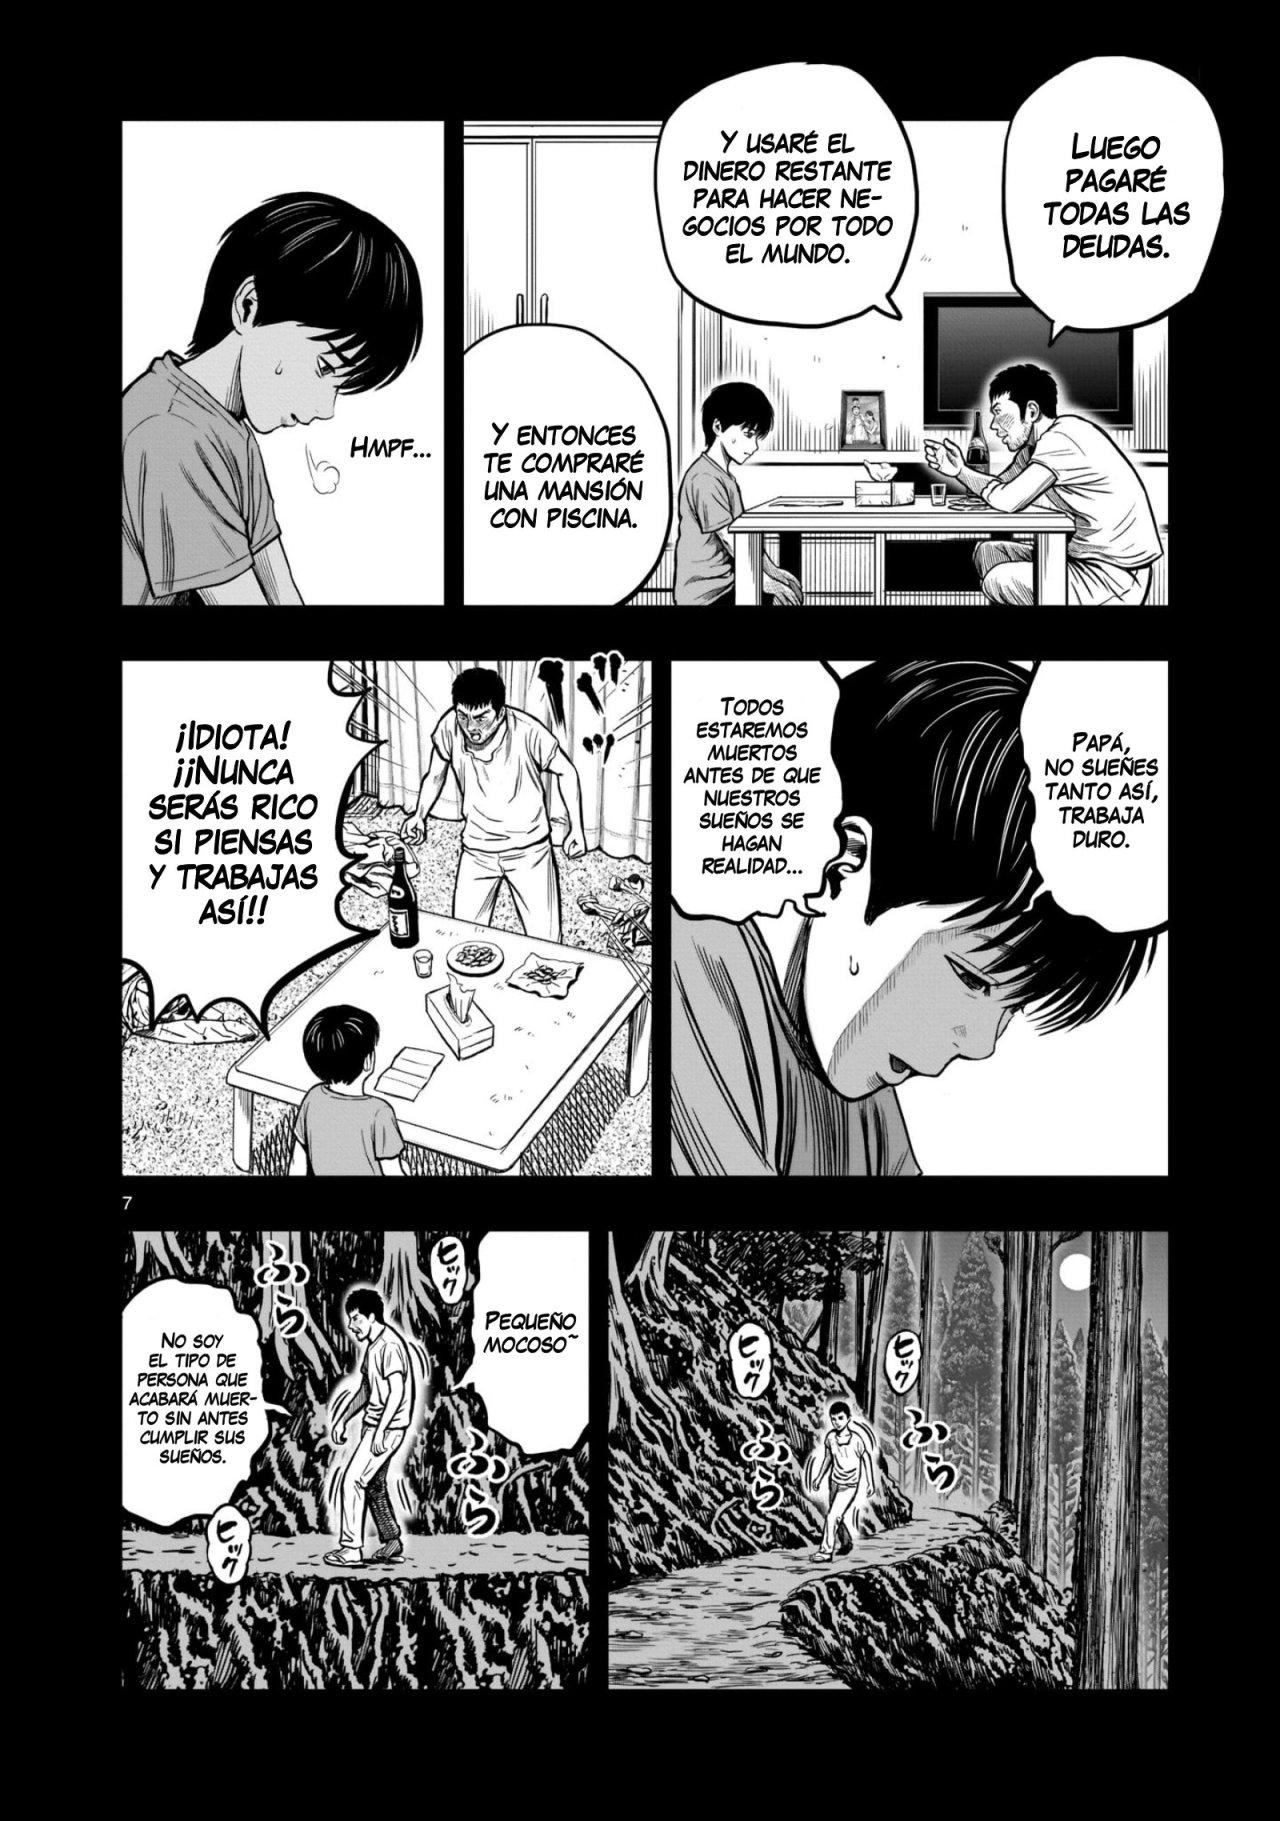 LUEGO
PAGARÉ
TODAS LAS
DEUDAS.
Y USARÉ EL
DINERO RESTANTE
PARA HACER NE-
GOCIOS POR TODO
EL MUNDO.
Y ENTONCES
TE COMPRARÉ
UNA MANSIÓN
CON PISCINA.
HMPF...
PAPÁ,
NO SUEÑES
TANTO ASÍ,
TRABAJA
DURO.
TODOS
ESTAREMOS
MUERTOS
ANTES DE QUE
NUESTROS
SUEÑOS SE
HAGAN
REALIDAD...
¡IDIOTA!
¡¡NUNCA
SERÁS RICO
SI PIENSAS
Y TRABAJAS
ASÍ!!
7
ヒック
ヒック
ふら
ふら
PEQUEÑO
MOCOSO~
ヒック
ふら
ふら
NO SOY
EL TIPO DE
PERSONA QUE
ACABARÁ MUER-
TO SIN ANTES
CUMPLIR SUS
SUEÑOS.
ヒック